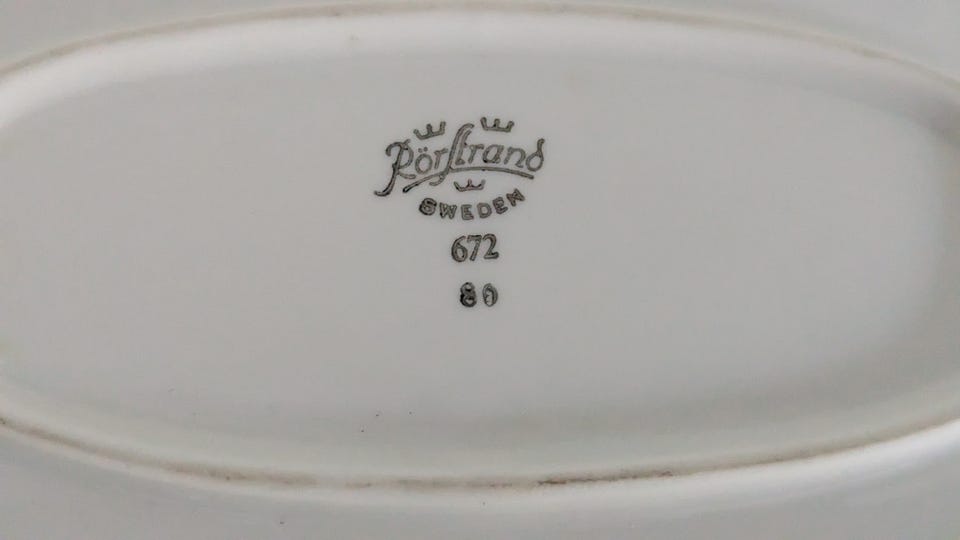 Rörstrand
SWEDEN
672
80